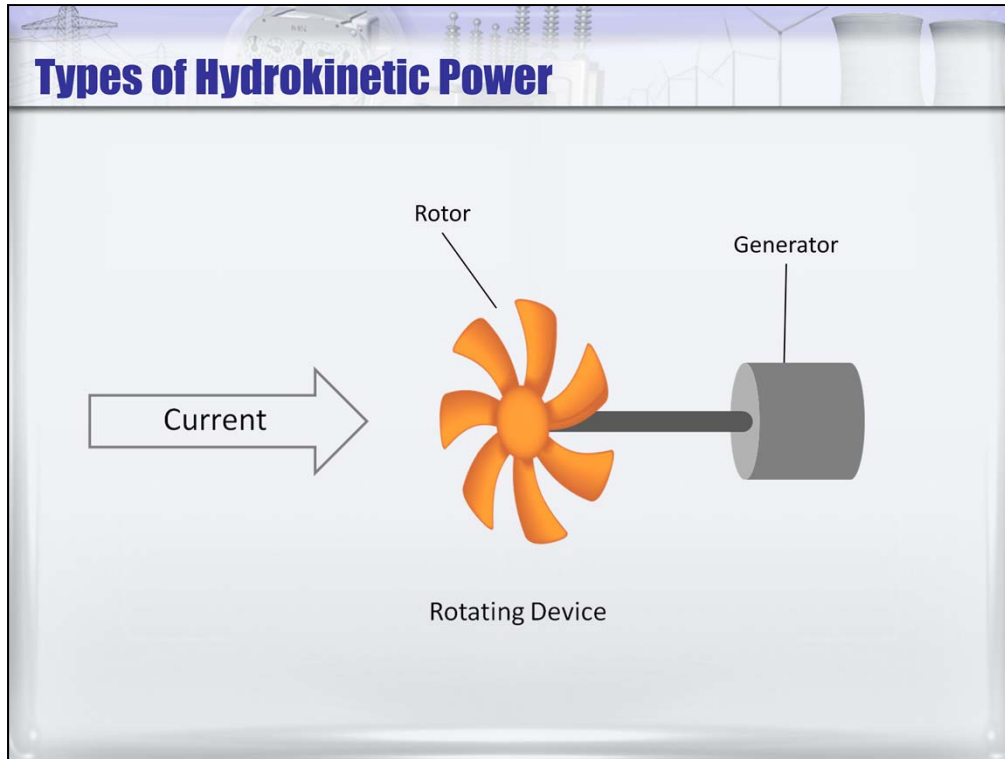 Types of Hydrokinetic Power
Rotor
Generator
Current
Rotating Device